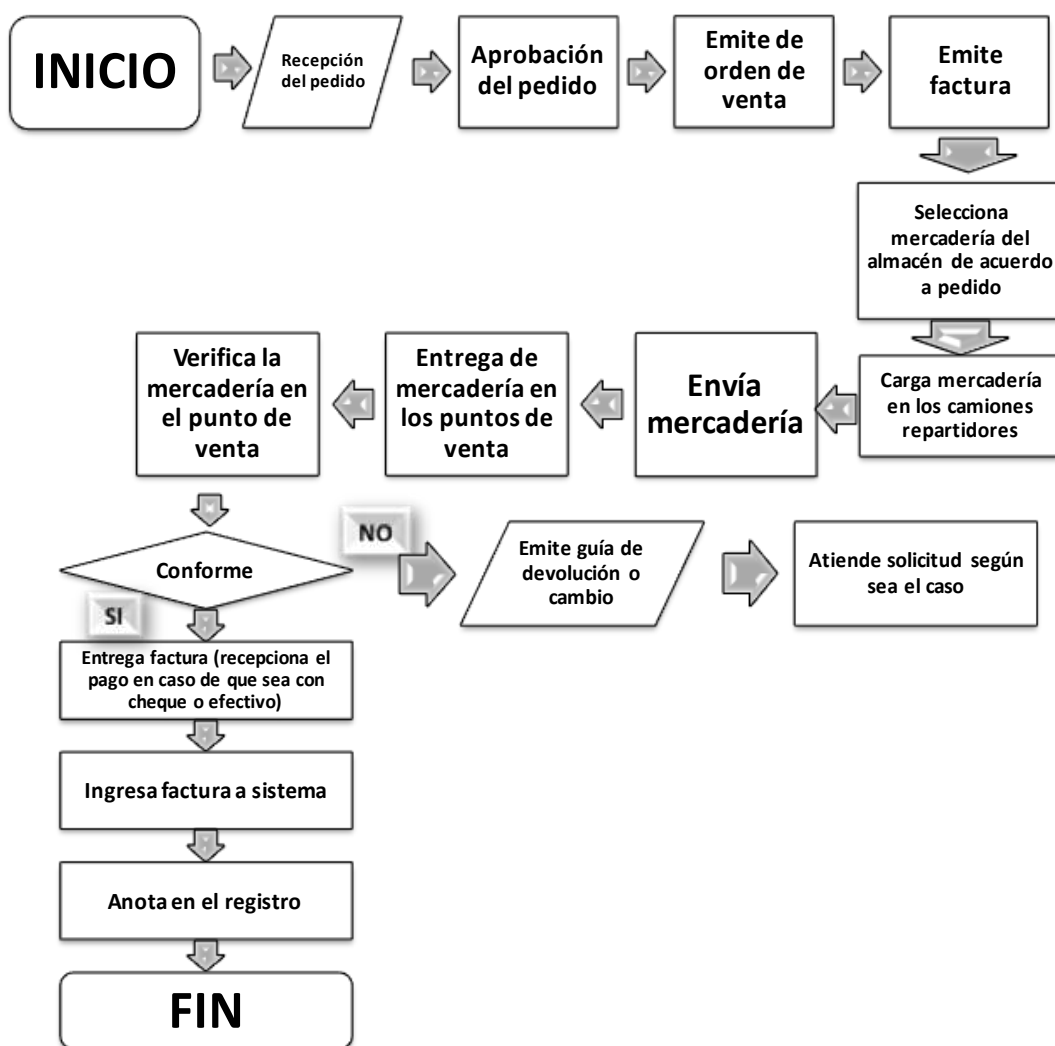 INICIO
Recepción
del pedido
Aprobación
del pedido
Emite de
orden de
venta
Emite
factura
Selecciona
mercadería del
almacén de acuerdo
a pedido
Carga mercadería
en los camiones
repartidores
Envía
mercadería
Entrega de
mercadería en
los puntos de
venta
Verifica la
mercadería en
el punto de
venta
Conforme
NO
Emite guía de
devolución o
cambio
Atiende solicitud según
sea el caso
SI
Entrega factura (recepciona el
pago en caso de que sea con
cheque o efectivo)
Ingresa factura a sistema
Anota en el registro
FIN